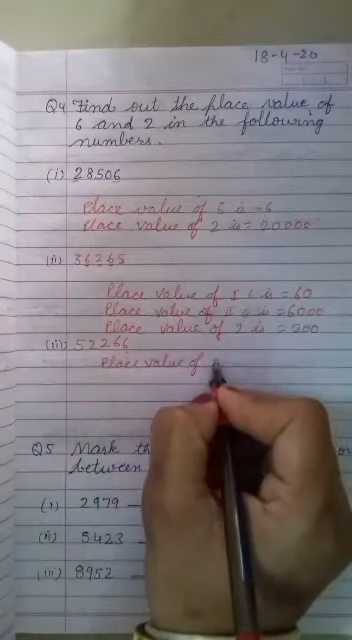 18-4-20
Q4 Find out the place value of
6 and 2 in the following
numbers.
(i) 28506
Place value of 6 is = 6
Place value of 2 is = 20000
(ii) 36265
Place value of I 6 is = 60
Place value of II 6 is = 6000
Place value of 2 is = 200
(iii) 52266
Place value of
Q5 Mark th
between
(i) 2979 –
(ii) 5423 –
(iii) 8952 –